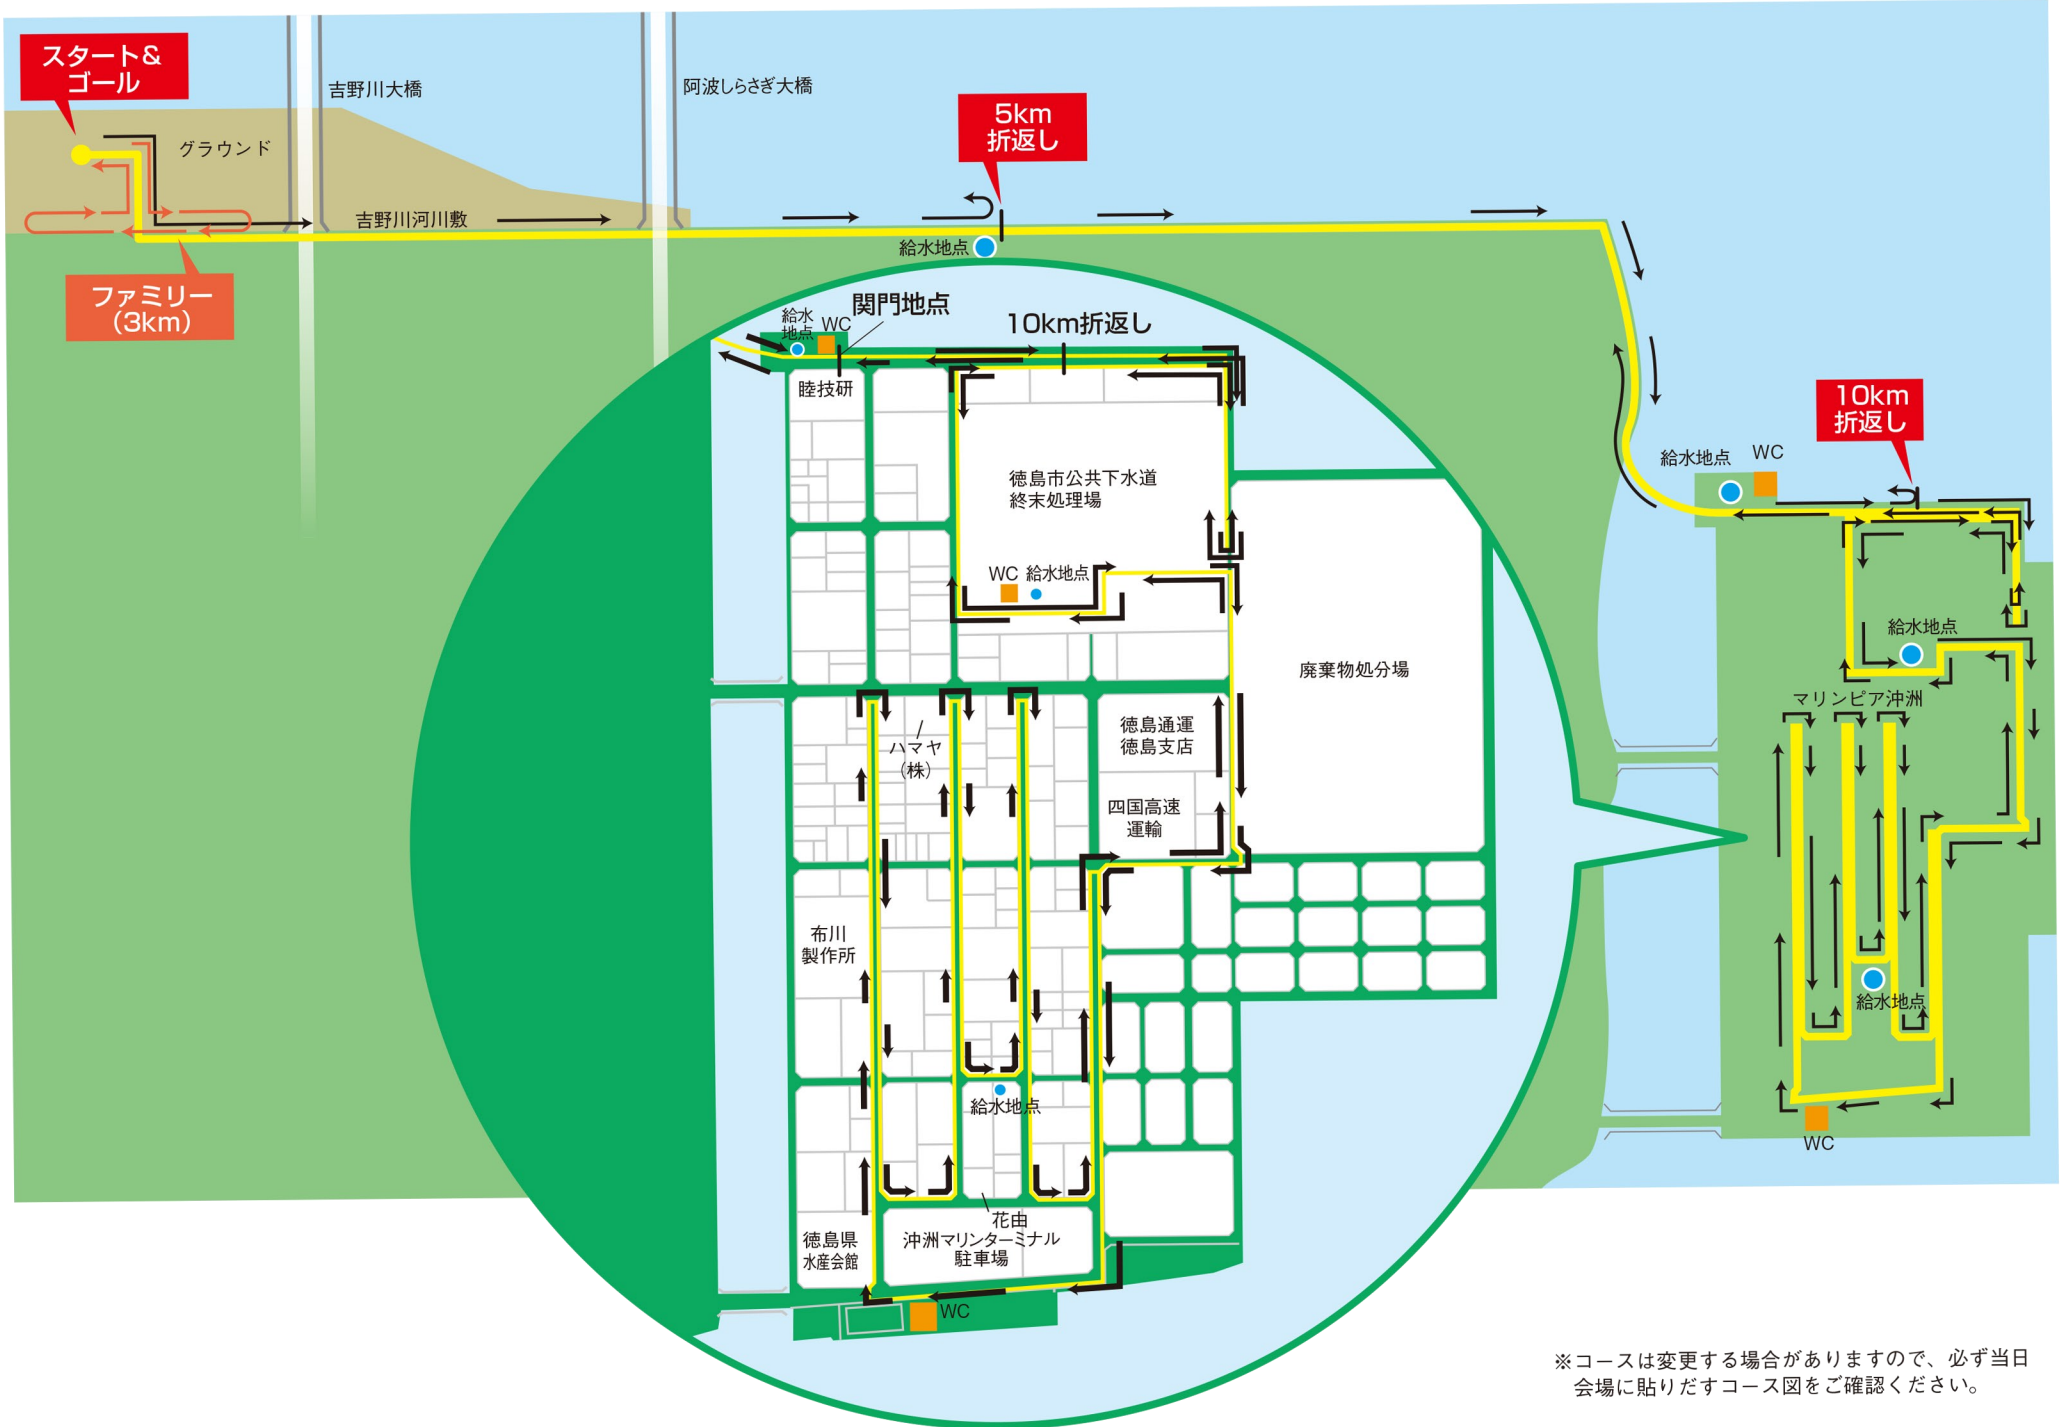 スタート&
ゴール
吉野川大橋
阿波しらさぎ大橋
グラウンド
5km
折返し
吉野川河川敷
給水地点
ファミリー
(3km)
給水
地点
WC
関門地点
10km折返し
睦技研
徳島市公共下水道
終末処理場
WC
給水地点
廃棄物処分場
ハマヤ
(株)
徳島通運
徳島支店
四国高速
運輸
布川
製作所
給水地点
花由
徳島県
水産会館
沖洲マリンターミナル
駐車場
WC
10km
折返し
給水地点
WC
給水地点
マリンピア沖洲
給水地点
WC
※コースは変更する場合がありますので、必ず当日
会場に貼りだすコース図をご確認ください。